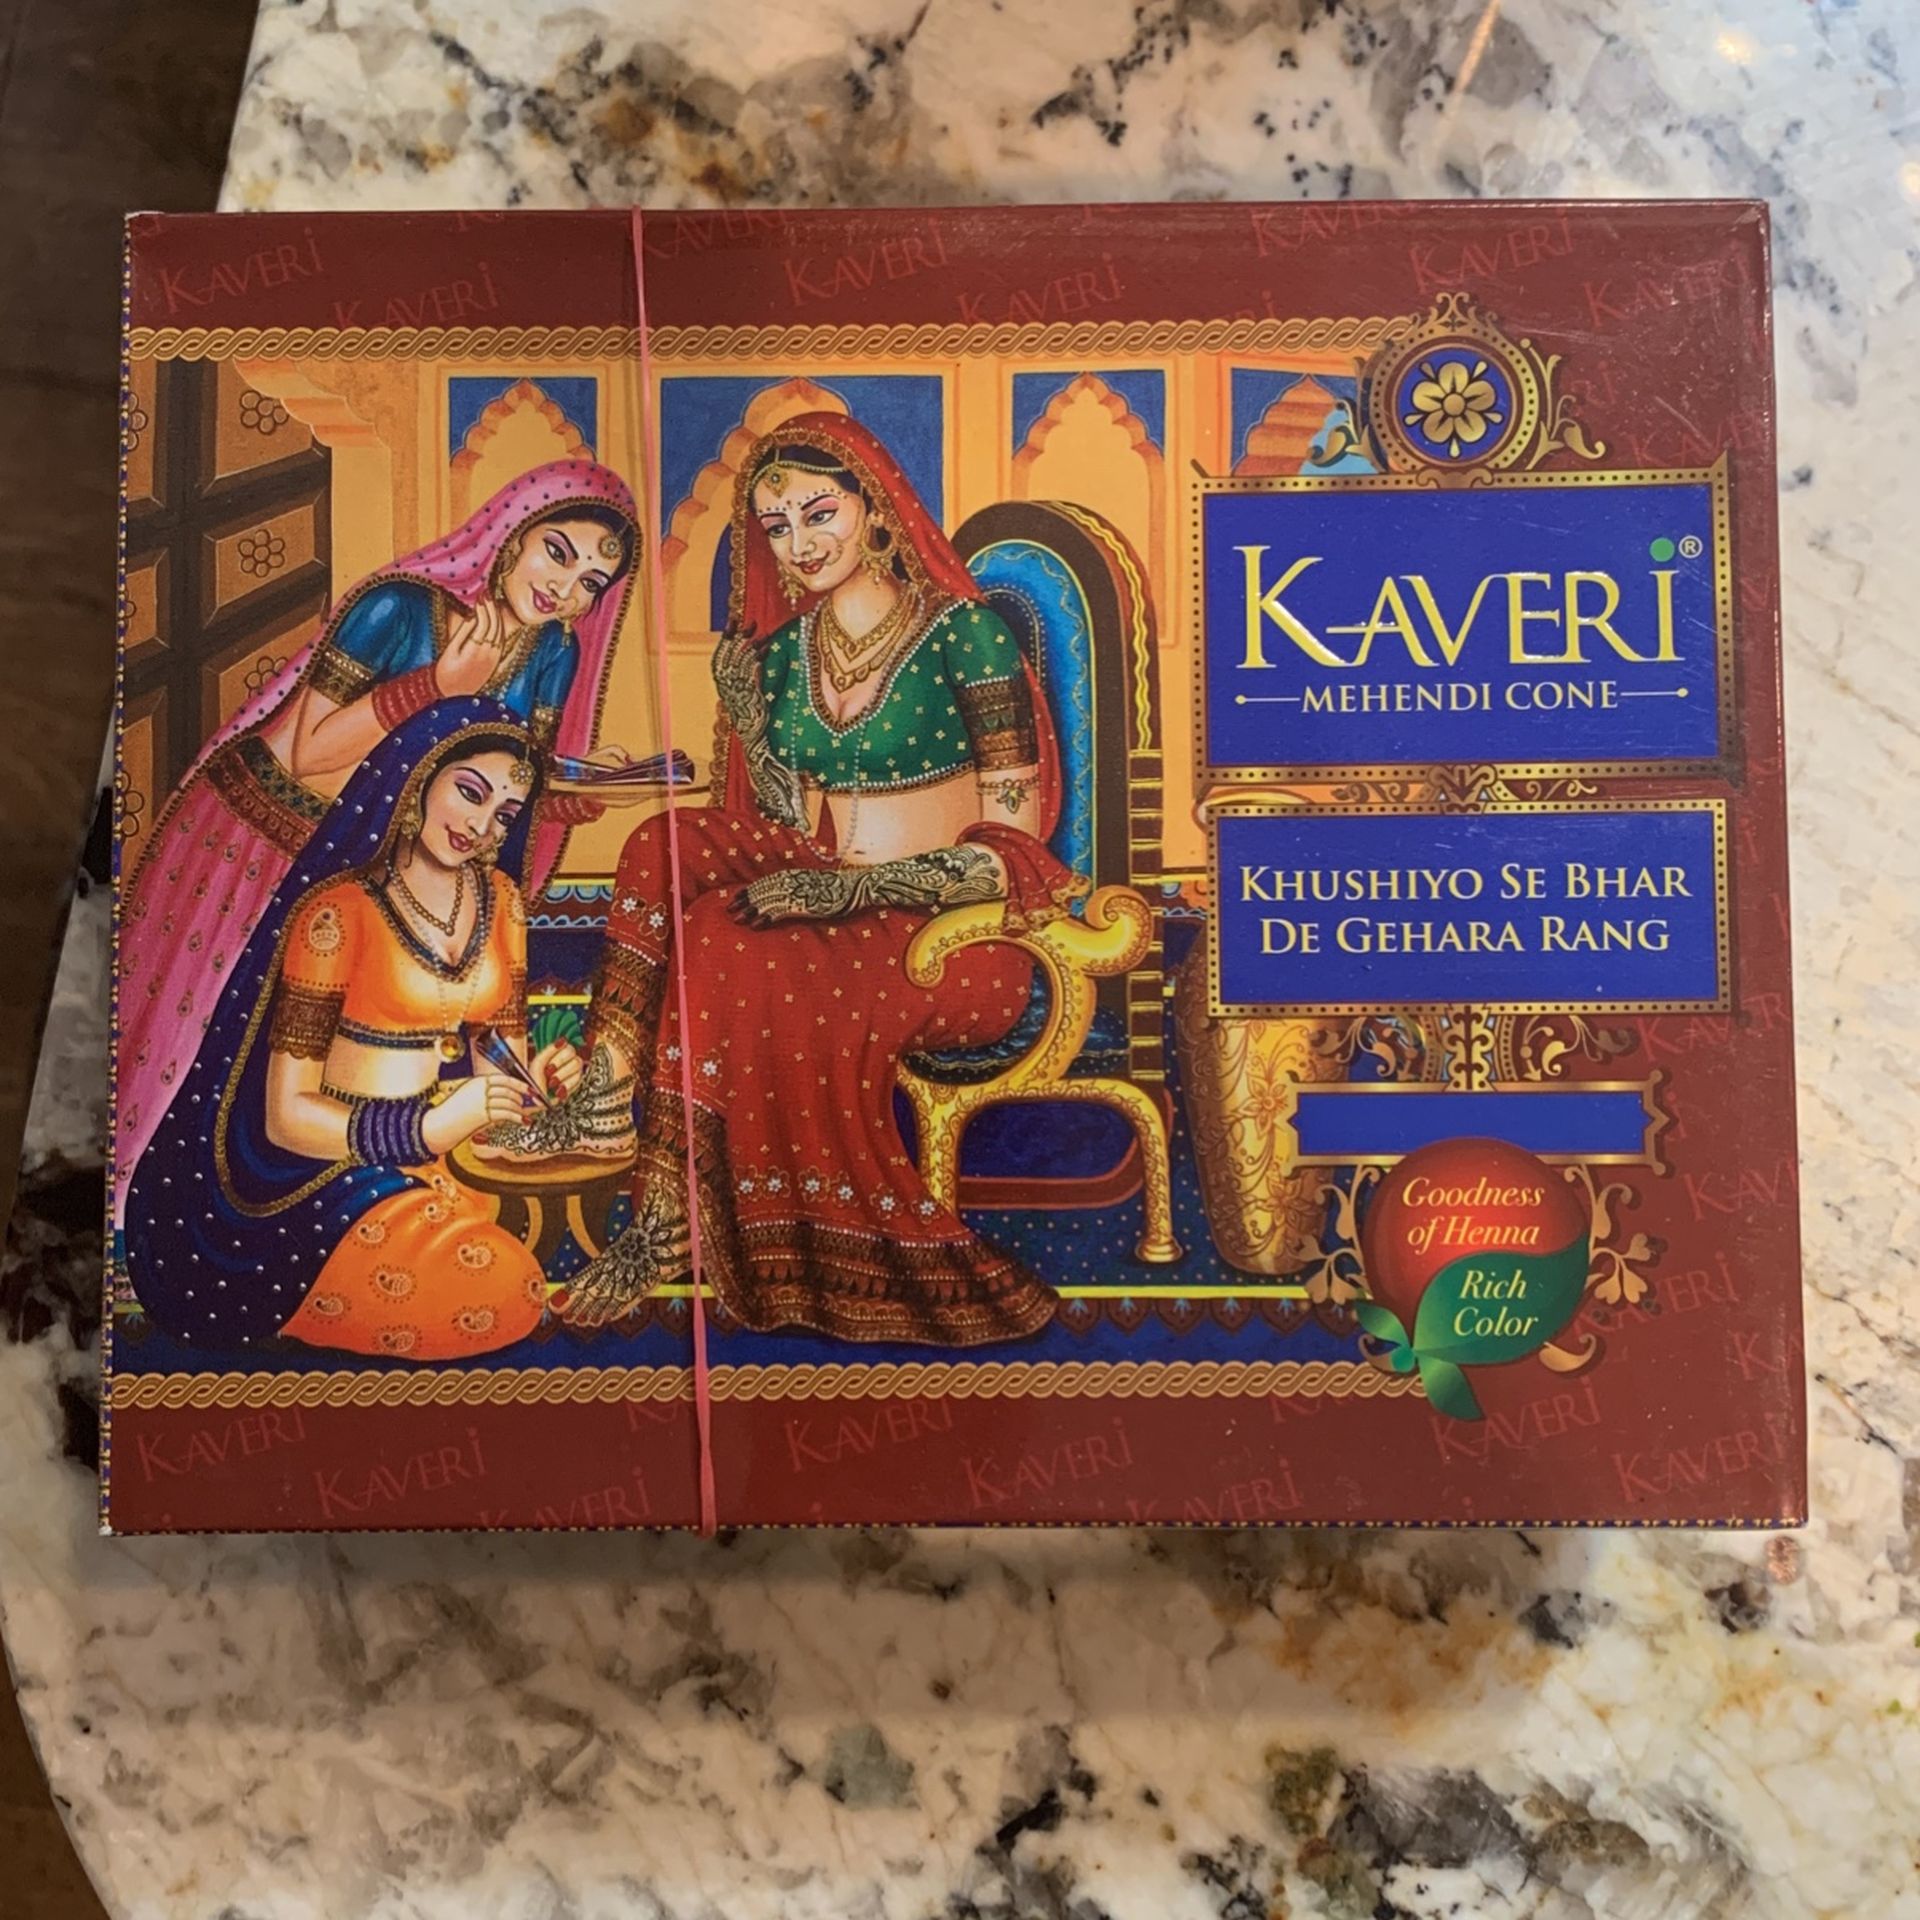 KAVERi®
MEHENDI CONE
KHUSHIYO SE BHAR
DE GEHARA RANG
Goodness
of Henna
Rich
Color